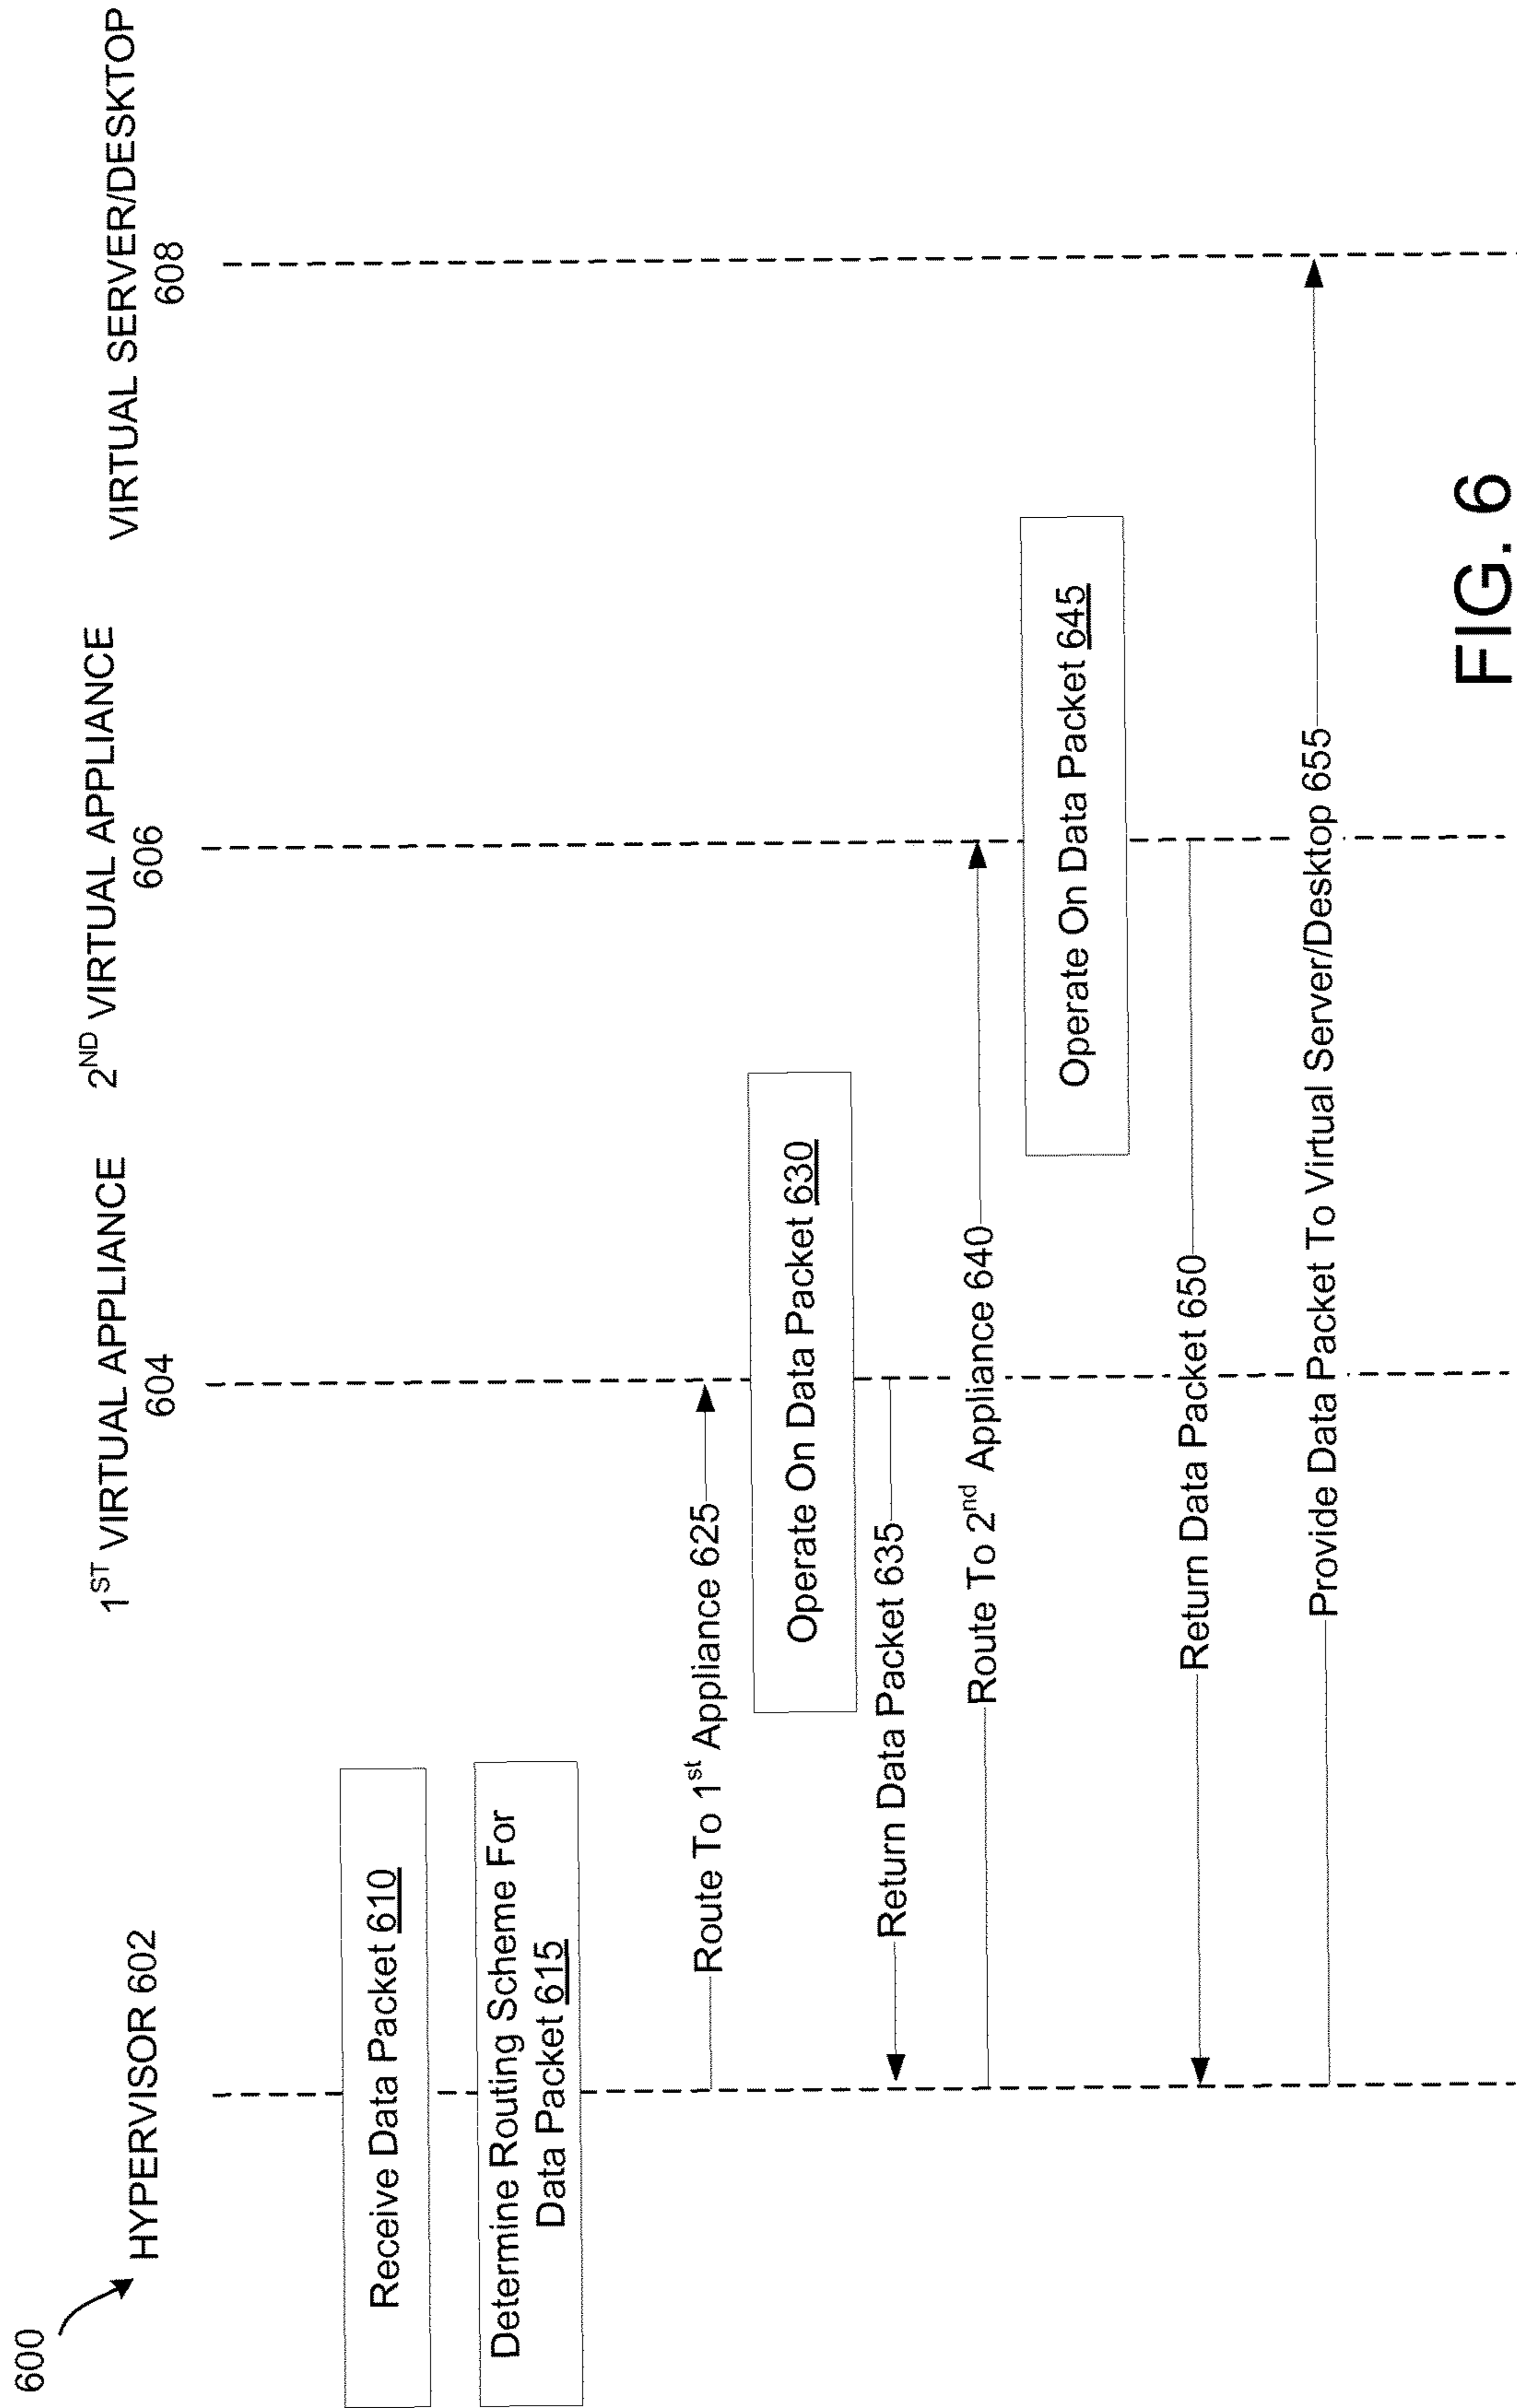 600
HYPERVISOR 602
1ST VIRTUAL APPLIANCE
604
2ND VIRTUAL APPLIANCE
606
VIRTUAL SERVER/DESKTOP
608
Receive Data Packet 610
Determine Routing Scheme For
Data Packet 615
Route To 1st Appliance 625
Operate On Data Packet 630
Return Data Packet 635
Route To 2nd Appliance 640
Operate On Data Packet 645
Return Data Packet 650
Provide Data Packet To Virtual Server/Desktop 655
FIG. 6